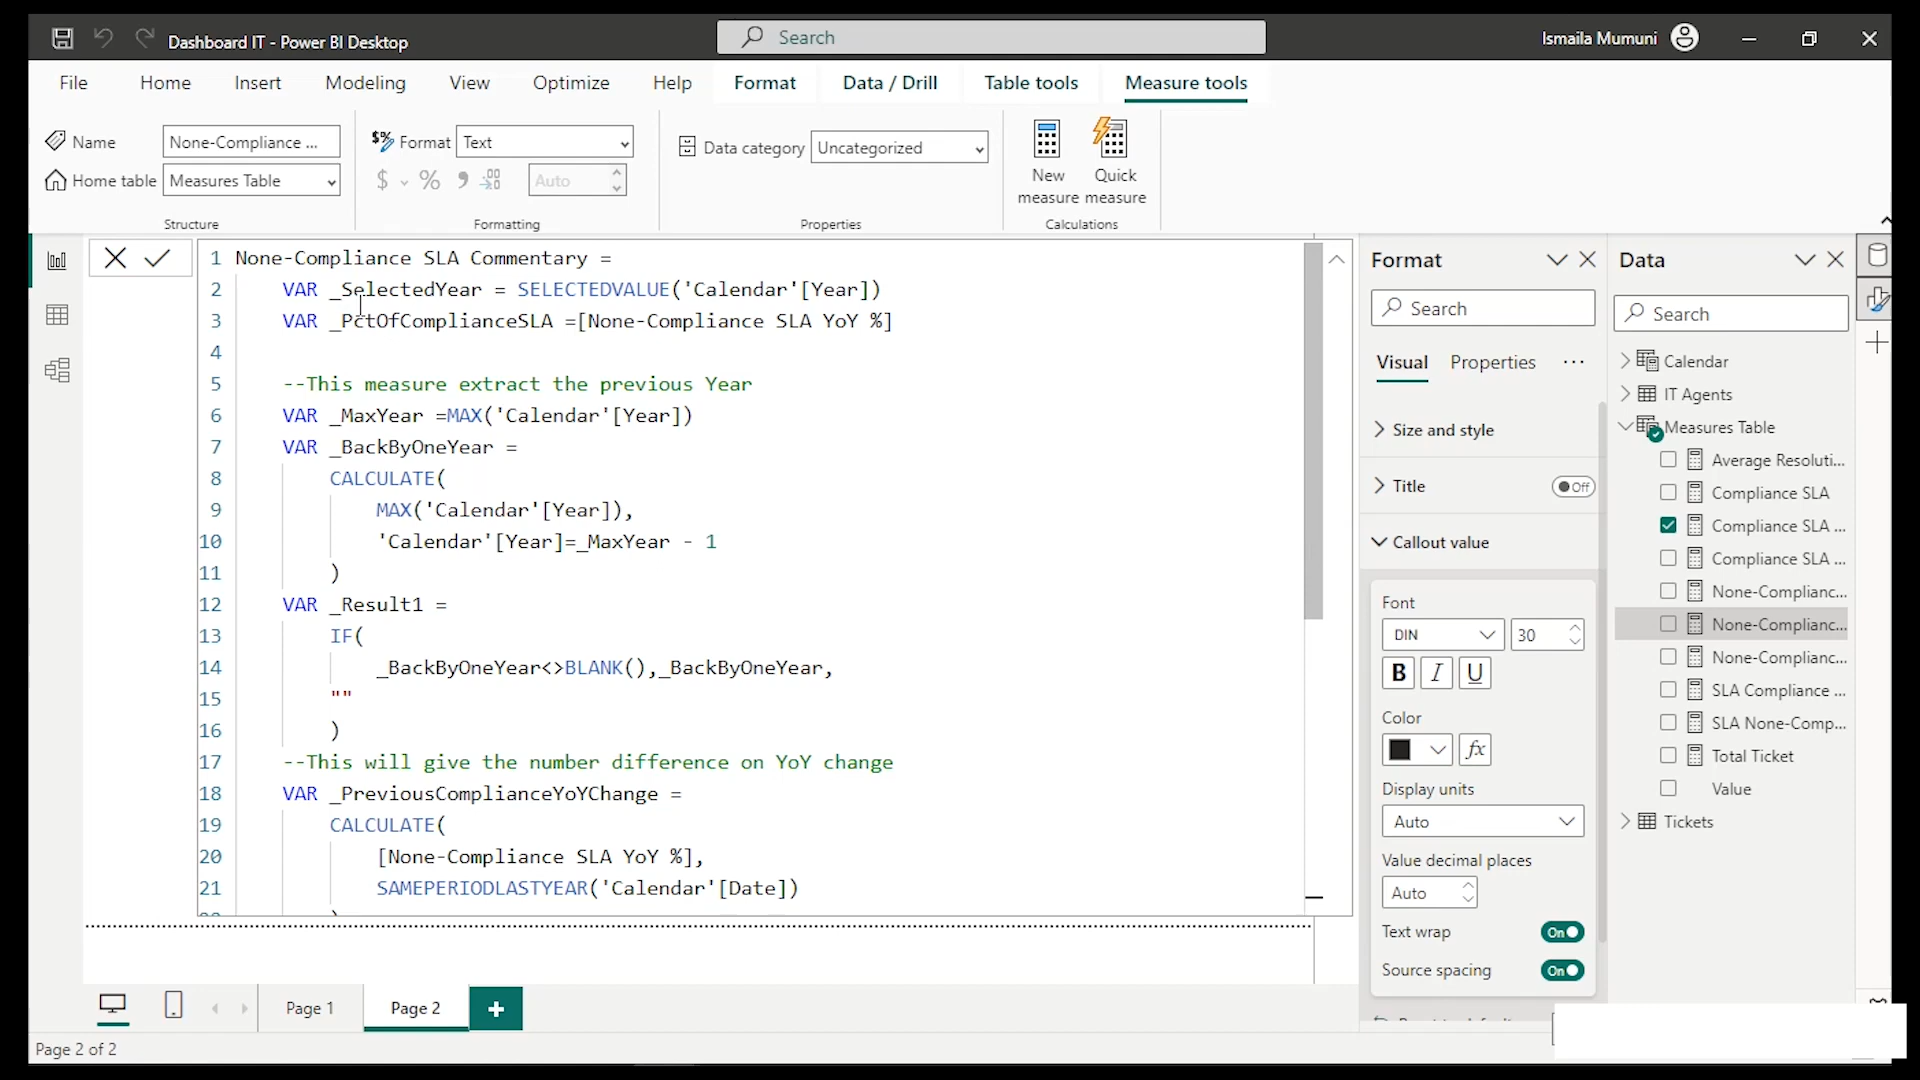 Dashboard IT - Power BI Desktop
Search
Ismaila Mumuni
File Home Insert Modeling View Optimize Help Format Data / Drill Table tools Measure tools
Name None-Compliance ...
Home table Measures Table
Structure
$% Format Text
$ % 9 .00 Auto
Formatting
Data category Uncategorized
Properties
New measure
Quick measure
Calculations
1 None-Compliance SLA Commentary =
2 VAR _SelectedYear = SELECTEDVALUE('Calendar'[Year])
3 VAR _PctOfComplianceSLA =[None-Compliance SLA YoY %]
4
5 --This measure extract the previous Year
6 VAR _MaxYear =MAX('Calendar'[Year])
7 VAR _BackByOneYear =
8 CALCULATE(
9 MAX('Calendar'[Year]),
10 'Calendar'[Year]=_MaxYear - 1
11 )
12 VAR _Result1 =
13 IF(
14 _BackByOneYear<>BLANK(),_BackByOneYear,
15 ""
16 )
17 --This will give the number difference on YoY change
18 VAR _PreviousComplianceYoYChange =
19 CALCULATE(
20 [None-Compliance SLA YoY %],
21 SAMEPERIODLASTYEAR('Calendar'[Date])
Format
Search
Visual Properties ...
Size and style
Title Off
Callout value
Font
DIN 30
B I U
Color
fx
Display units
Auto
Value decimal places
Auto
Text wrap On
Source spacing On
Data
Search
Calendar
IT Agents
Measures Table
Average Resoluti...
Compliance SLA
Compliance SLA ...
Compliance SLA ...
None-Complianc...
None-Complianc...
None-Complianc...
SLA Compliance ...
SLA None-Comp...
Total Ticket
Value
Tickets
Page 1 Page 2 +
Page 2 of 2